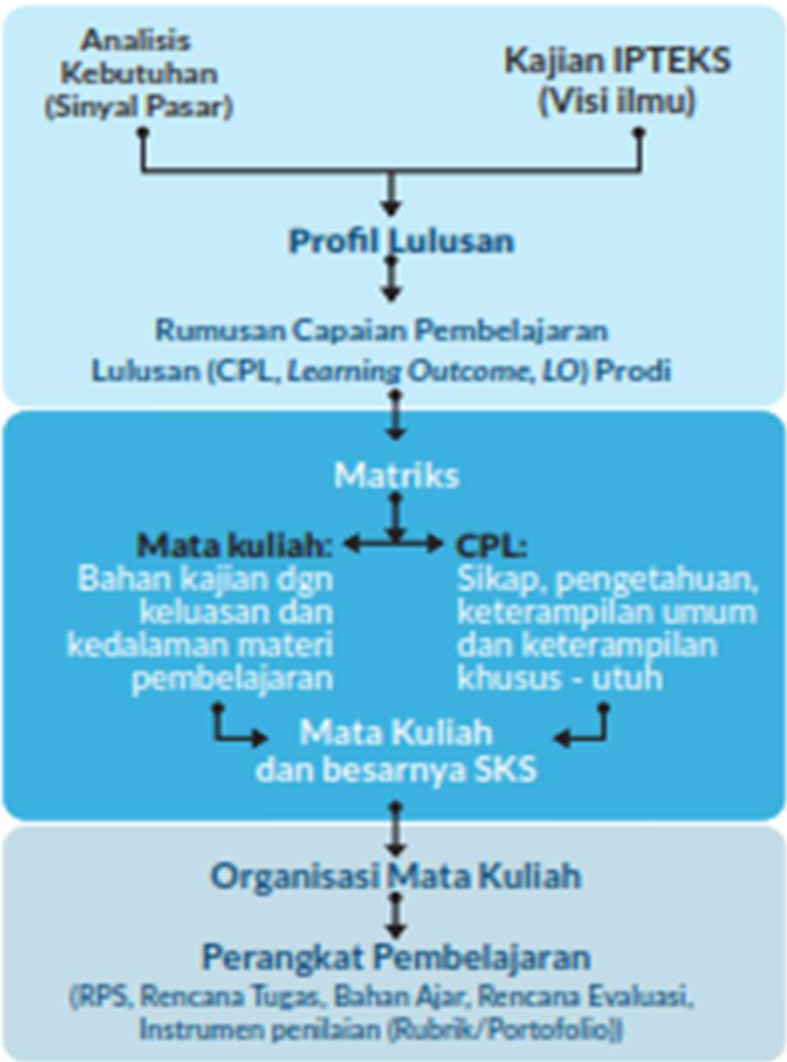 Analisis
Kebutuhan
(Sinyal Pasar)
Kajian IPTEKS
(Visi ilmu)
Profil Lulusan
Rumusan Capaian Pembelajaran
Lulusan (CPL, Learning Outcome, LO) Prodi
Matriks
Mata kuliah:
Bahan kajian dgn
keluasan dan
kedalaman materi
pembelajaran
CPL:
Sikap, pengetahuan,
keterampilan umum
dan keterampilan
khusus - utuh
Mata Kuliah
dan besarnya SKS
Organisasi Mata Kuliah
Perangkat Pembelajaran
(RPS, Rencana Tugas, Bahan Ajar, Rencana Evaluasi,
Instrumen penilaian (Rubrik/Portofolio))